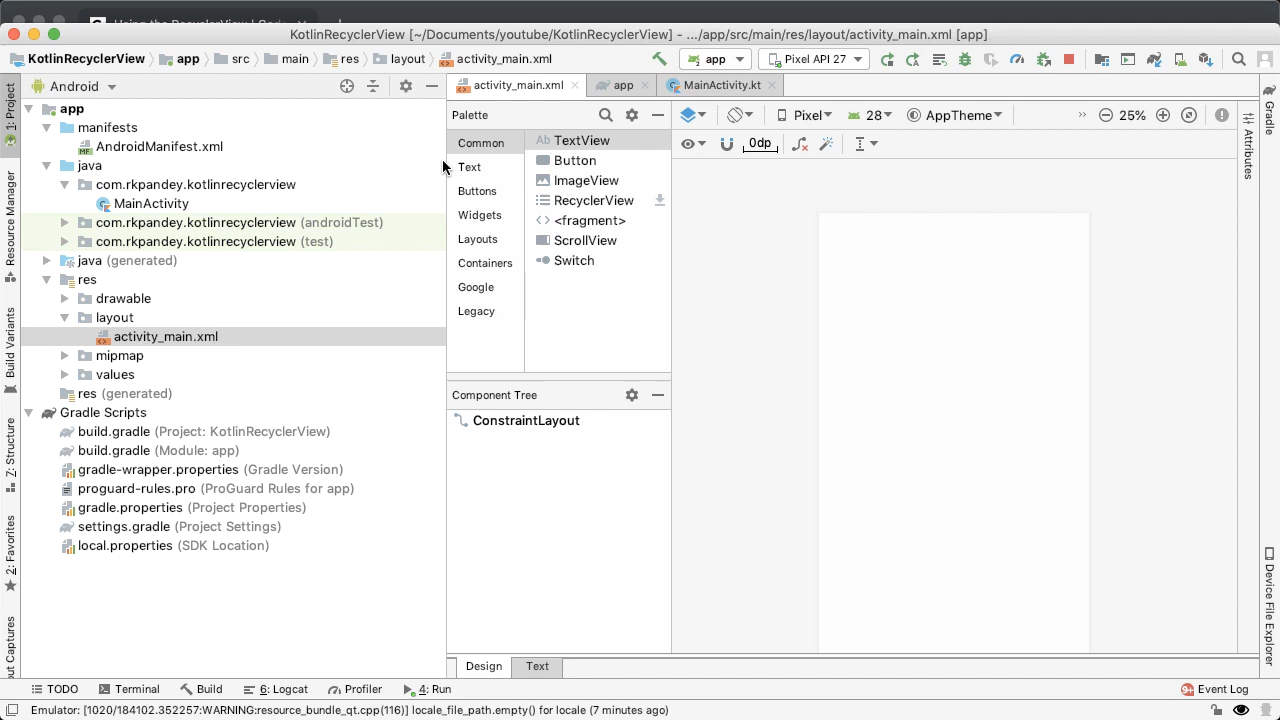 Using the RecyclerView | Codi
KotlinRecyclerView [~/Documents/youtube/KotlinRecyclerView] - .../app/src/main/res/layout/activity_main.xml [app]
KotlinRecyclerView app src main res layout activity_main.xml app Pixel API 27
1: Project
Resource Manager
Build Variants
Z: Structure
2: Favorites
out Captures
Android
app
manifests
AndroidManifest.xml
java
com.rkpandey.kotlinrecyclerview
MainActivity
com.rkpandey.kotlinrecyclerview (androidTest)
com.rkpandey.kotlinrecyclerview (test)
java (generated)
res
drawable
layout
activity_main.xml
mipmap
values
res (generated)
Gradle Scripts
build.gradle (Project: KotlinRecyclerView)
build.gradle (Module: app)
gradle-wrapper.properties (Gradle Version)
proguard-rules.pro (ProGuard Rules for app)
gradle.properties (Project Properties)
settings.gradle (Project Settings)
local.properties (SDK Location)
activity_main.xml app MainActivity.kt
Palette
Common
Text
Buttons
Widgets
Layouts
Containers
Google
Legacy
Ab TextView
Button
ImageView
RecyclerView
<> <fragment>
ScrollView
Switch
Component Tree
ConstraintLayout
Pixel 28 AppTheme 25%
0dp
Attributes
Gradle
Device File Explorer
Design Text
TODO Terminal Build 6: Logcat Profiler 4: Run 9+ Event Log
Emulator: [1020/184102.352257:WARNING:resource_bundle_qt.cpp(116)] locale_file_path.empty() for locale (7 minutes ago)